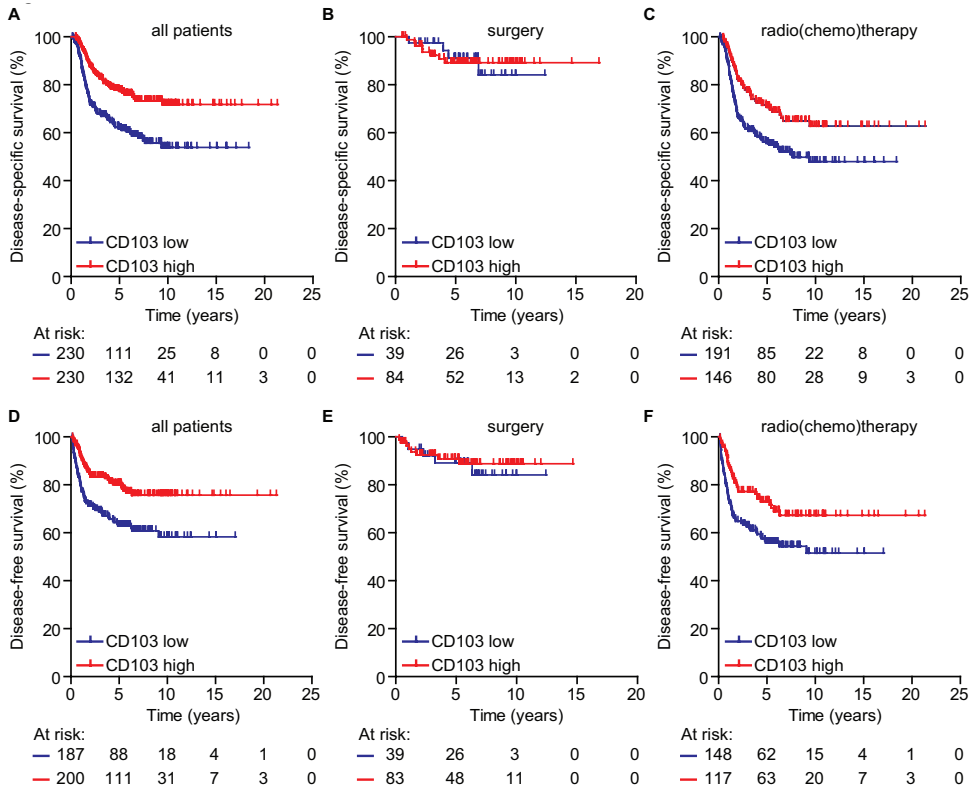 A
all patients
Disease-specific survival (%)
100
80
60
40
20
0
CD103 low
CD103 high
0 5 10 15 20 25
Time (years)
At risk:
230 111 25 8 0 0
230 132 41 11 3 0
B
surgery
Disease-specific survival (%)
100
80
60
40
20
0
CD103 low
CD103 high
0 5 10 15 20
Time (years)
At risk:
39 26 3 0 0
84 52 13 2 0
C
radio(chemo)therapy
Disease-specific survival (%)
100
80
60
40
20
0
CD103 low
CD103 high
0 5 10 15 20 25
Time (years)
At risk:
191 85 22 8 0 0
146 80 28 9 3 0
D
all patients
Disease-free survival (%)
100
80
60
40
20
0
CD103 low
CD103 high
0 5 10 15 20 25
Time (years)
At risk:
187 88 18 4 1 0
200 111 31 7 3 0
E
surgery
Disease-free survival (%)
100
80
60
40
20
0
CD103 low
CD103 high
0 5 10 15 20
Time (years)
At risk:
39 26 3 0 0
83 48 11 0 0
F
radio(chemo)therapy
Disease-free survival (%)
100
80
60
40
20
0
CD103 low
CD103 high
0 5 10 15 20 25
Time (years)
At risk:
148 62 15 4 1 0
117 63 20 7 3 0